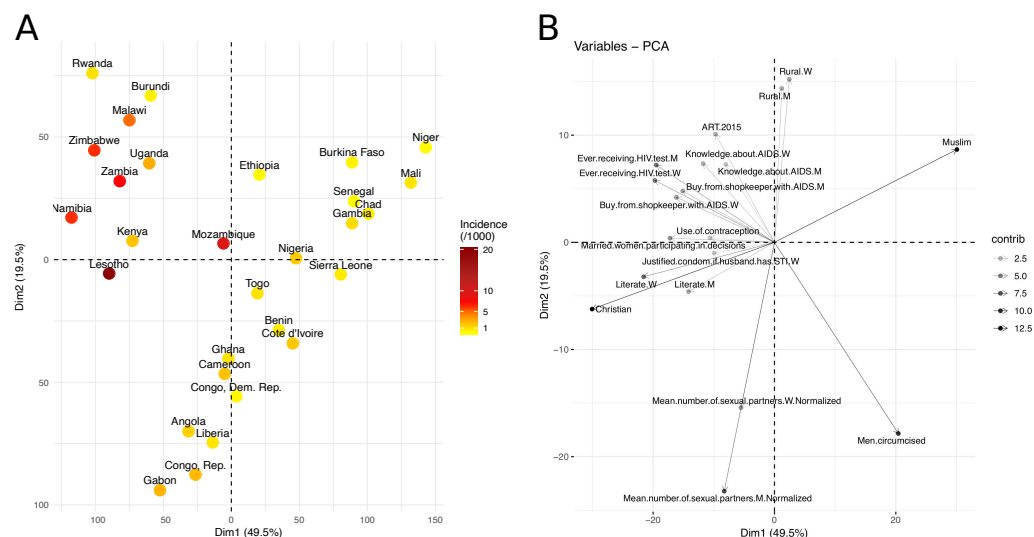 A
Rwanda
Burundi
Malawi
Zimbabwe
Uganda
Zambia
Namibia
Kenya
Lesotho
Mozambique
Ethiopia
Burkina Faso
Niger
Mali
Senegal
Chad
Gambia
Nigeria
Sierra Leone
Togo
Benin
Cote d'Ivoire
Ghana
Cameroon
Congo, Dem. Rep.
Angola
Liberia
Congo, Rep.
Gabon
50
0
50
100
Dim2 (19.5%)
100
50
0
50
100
150
Dim1 (49.5%)
Incidence
(/1000)
20
10
5
1
B
Variables − PCA
Rural.W
Rural.M
ART.2015
Muslim
Knowledge.about.AIDS.W
Ever.receiving.HIV.test.M
Knowledge.about.AIDS.M
Ever.receiving.HIV.test.W
Buy.from.shopkeeper.with.AIDS.M
Buy.from.shopkeeper.with.AIDS.W
Use.of.contraception
Married.women.participating.in.decisions
Justified.condom.if.husband.has.STI.W
Literate.W
Literate.M
Christian
Mean.number.of.sexual.partners.W.Normalized
Men.circumcised
Mean.number.of.sexual.partners.M.Normalized
10
0
−10
−20
Dim2 (19.5%)
−20
0
20
Dim1 (49.5%)
contrib
2.5
5.0
7.5
10.0
12.5